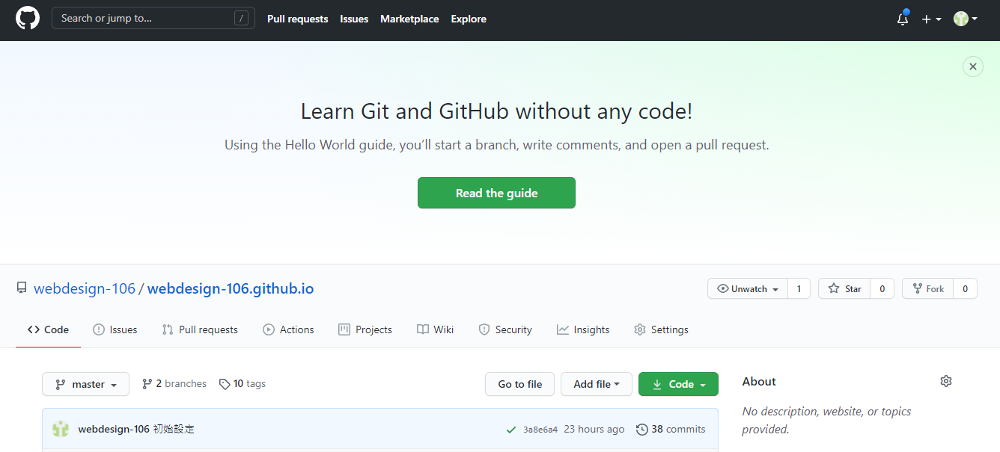 Search or jump to... /
Pull requests Issues Marketplace Explore
Learn Git and GitHub without any code!
Using the Hello World guide, you’ll start a branch, write comments, and open a pull request.
Read the guide
webdesign-106 / webdesign-106.github.io
Unwatch 1 Star 0 Fork 0
Code Issues Pull requests Actions Projects Wiki Security Insights Settings
master 2 branches 10 tags Go to file Add file Code
About
No description, website, or topics
provided.
webdesign-106 初始設定 3a8e6a4 23 hours ago 38 commits